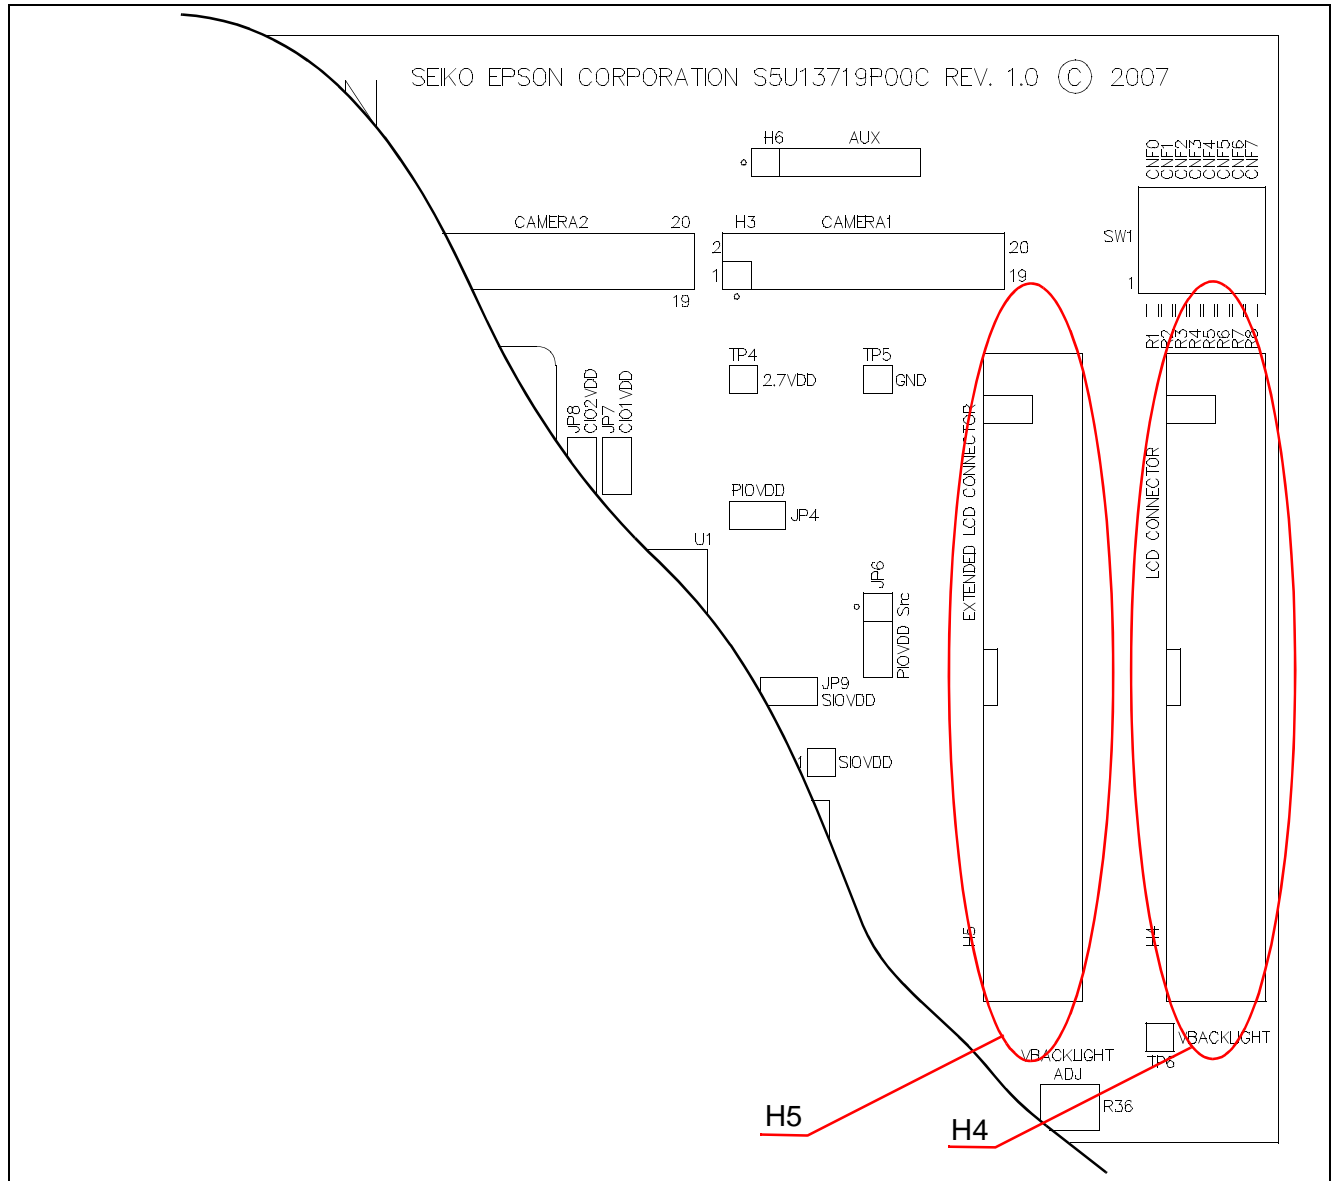 SEIKO EPSON CORPORATION S5U13719P00C REV. 1.0 © 2007
H6 AUX
CNF0
CNF1
CNF2
CNF3
CNF4
CNF5
CNF6
CNF7
CAMERA2 20
19
H3 CAMERA1
2
1
20
19
SW1
1
R1
R2
R3
R4
R5
R6
R7
R8
TP4
2.7VDD
TP5
GND
JP8
CIO2VDD
JP7
CIO1VDD
PIOVDD
JP4
U1
JP6
PIOVDD Src
JP9
SIOVDD
1
SIOVDD
EXTENDED LCD CONNECTOR
H5
LCD CONNECTOR
H4
VBACKLIGHT
TP6
VBACKLIGHT
ADJ
R36
H5
H4